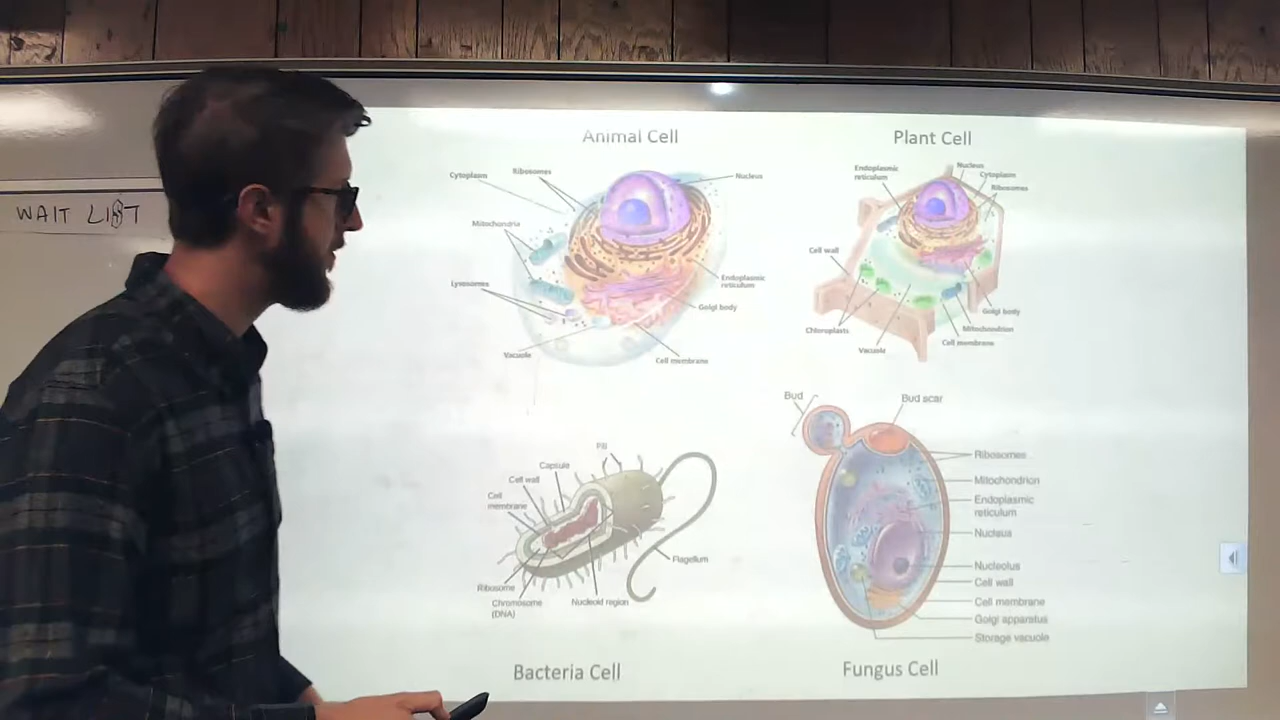 WAIT LIST
Animal Cell
Cytoplasm
Ribosomes
Nucleus
Mitochondria
Lysosomes
Endoplasmic
reticulum
Golgi body
Vacuole
Cell membrane
Plant Cell
Endoplasmic
reticulum
Nucleus
Cytoplasm
Ribosomes
Cell wall
Chloroplasts
Vacuole
Golgi body
Mitochondrion
Cell membrane
Pili
Capsule
Cell wall
Cell
membrane
Ribosome
Chromosome
(DNA)
Nucleoid region
Flagellum
Bacteria Cell
Bud
Bud scar
Ribosomes
Mitochondrion
Endoplasmic
reticulum
Nucleus
Nucleolus
Cell wall
Cell membrane
Golgi apparatus
Storage vacuole
Fungus Cell